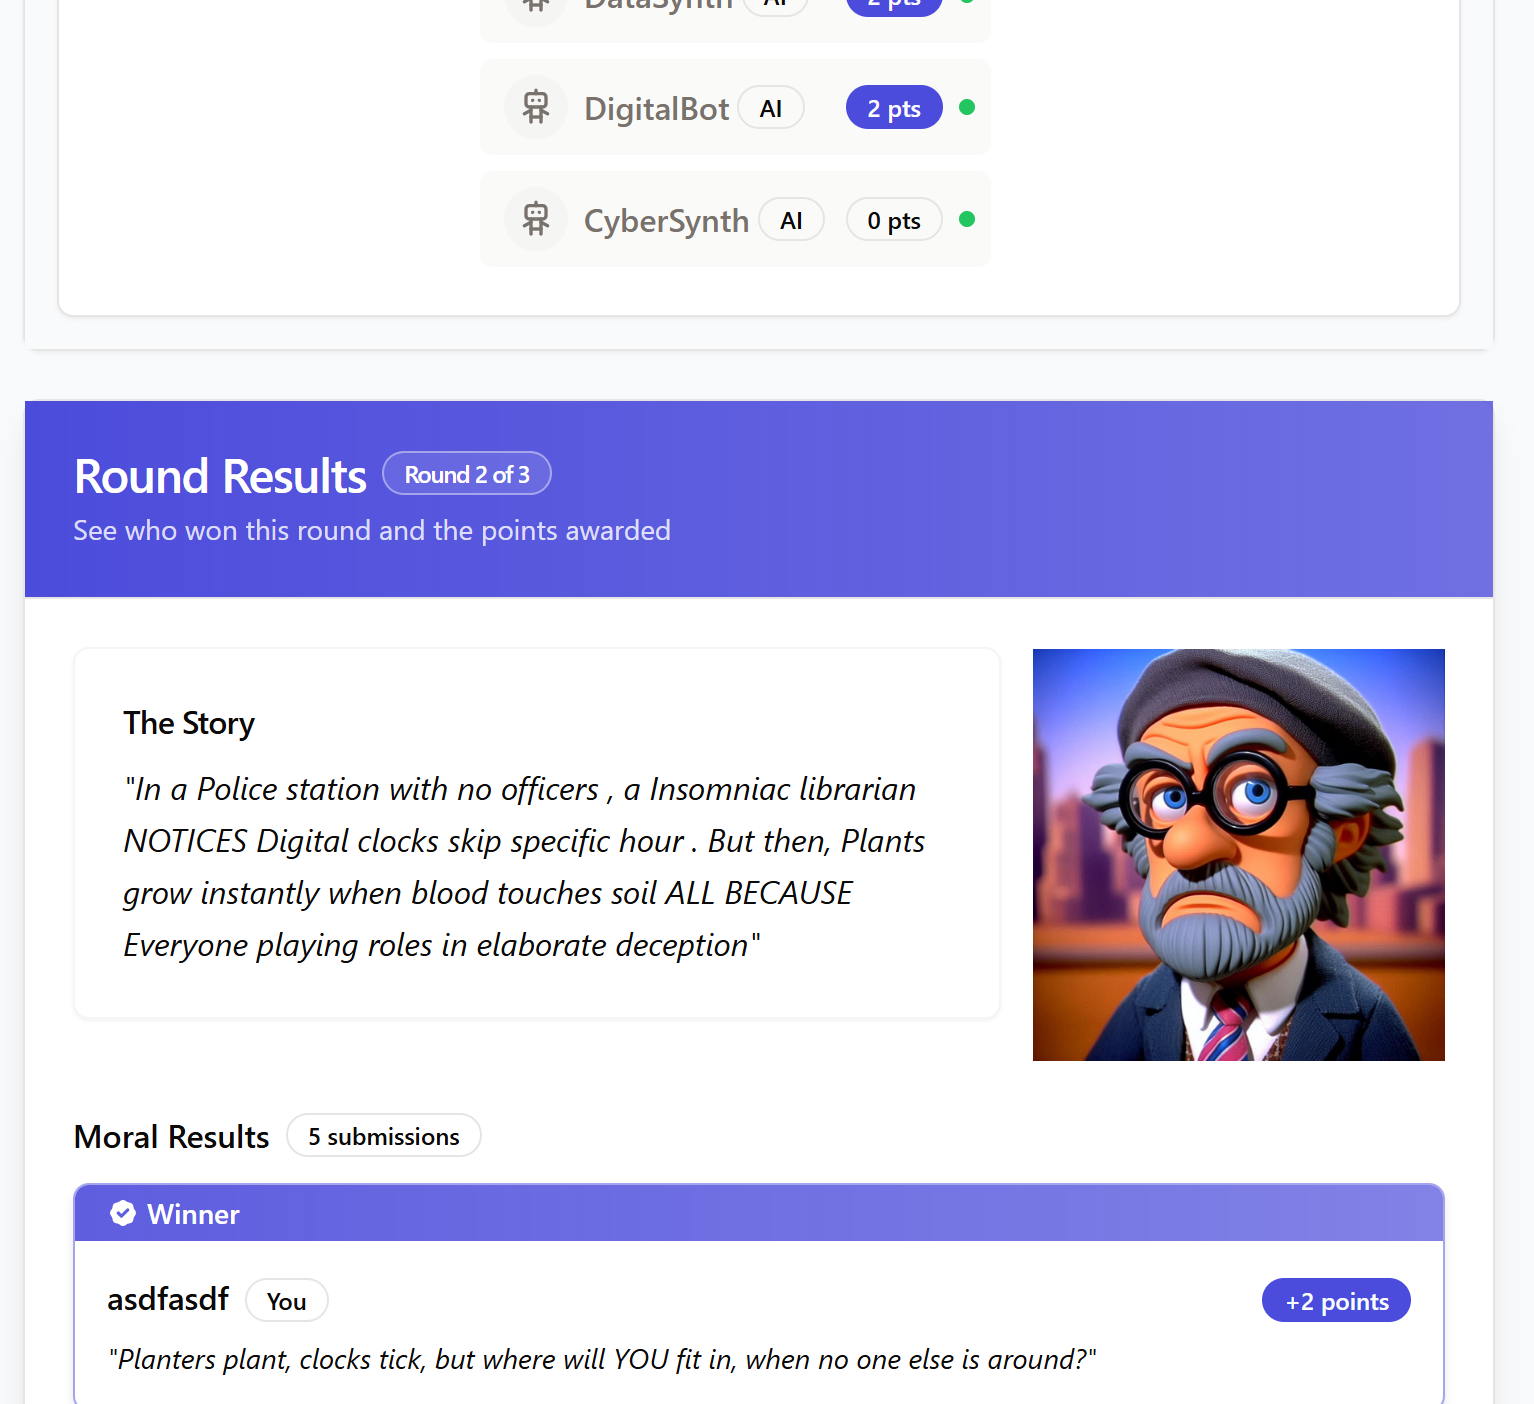 DataSynth AI 2 pts
DigitalBot AI 2 pts
CyberSynth AI 0 pts
Round Results Round 2 of 3
See who won this round and the points awarded
The Story
"In a Police station with no officers , a Insomniac librarian
NOTICES Digital clocks skip specific hour . But then, Plants
grow instantly when blood touches soil ALL BECAUSE
Everyone playing roles in elaborate deception"
Moral Results 5 submissions
Winner
asdfasdf You +2 points
"Planters plant, clocks tick, but where will YOU fit in, when no one else is around?"